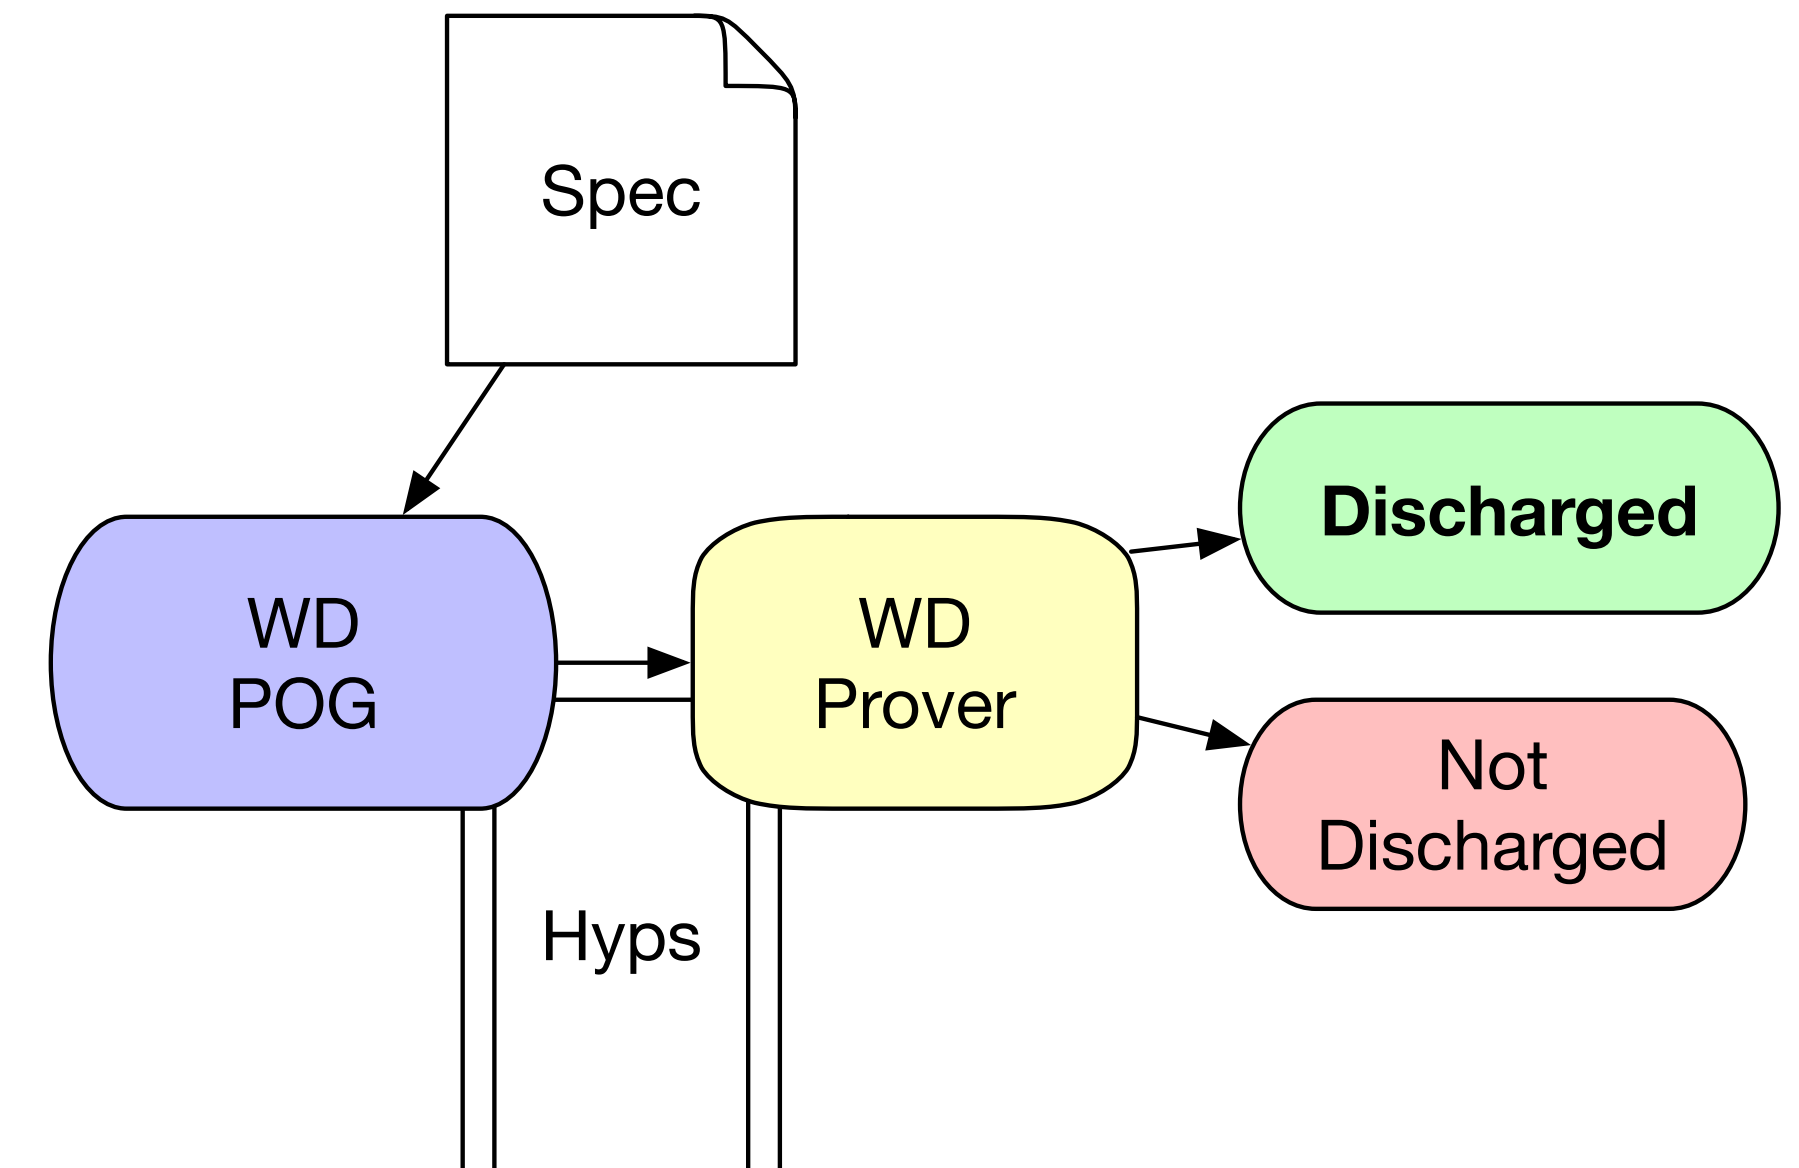 Spec
WD
POG
WD
Prover
Discharged
Not
Discharged
Hyps